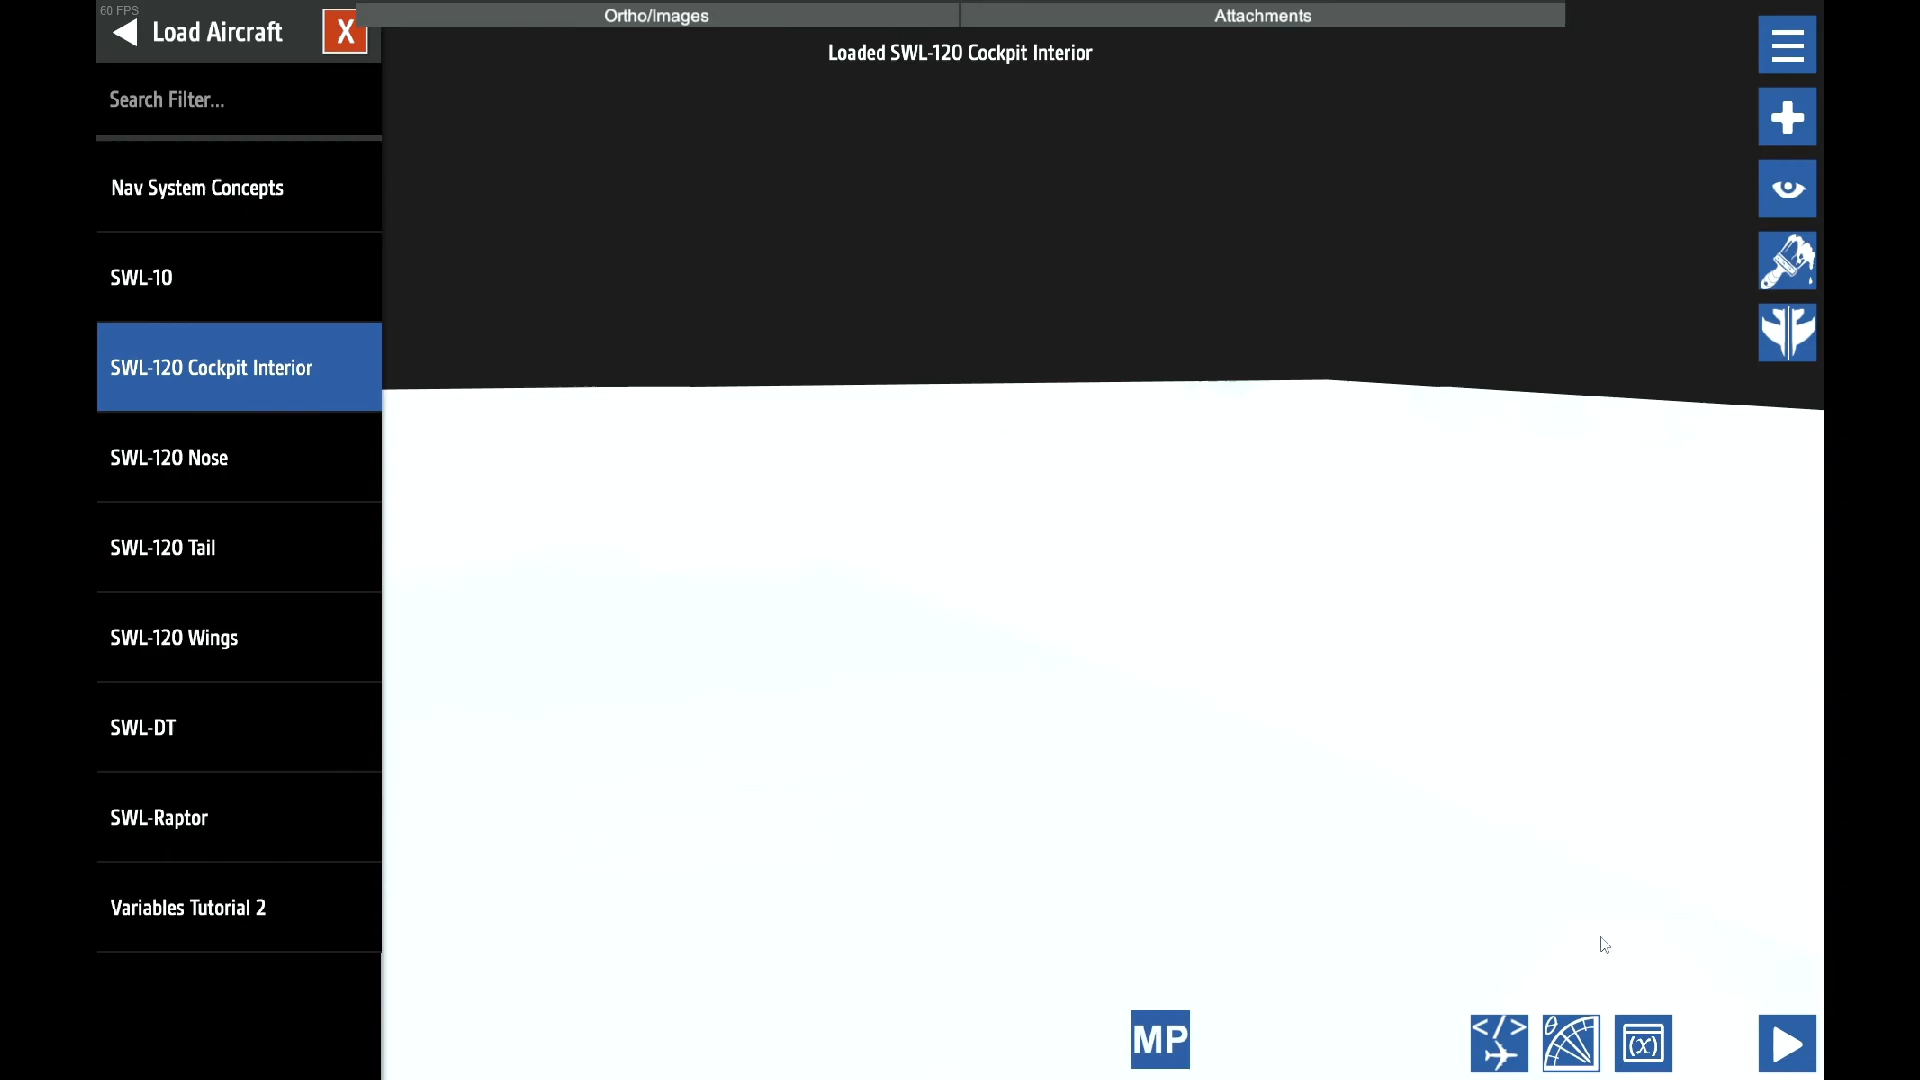 60 FPS
Load Aircraft
X
Ortho/Images
Attachments
Loaded SWL-120 Cockpit Interior
Search Filter...
Nav System Concepts
SWL-10
SWL-120 Cockpit Interior
SWL-120 Nose
SWL-120 Tail
SWL-120 Wings
SWL-DT
SWL-Raptor
Variables Tutorial 2
MP
</>
θ
(x)